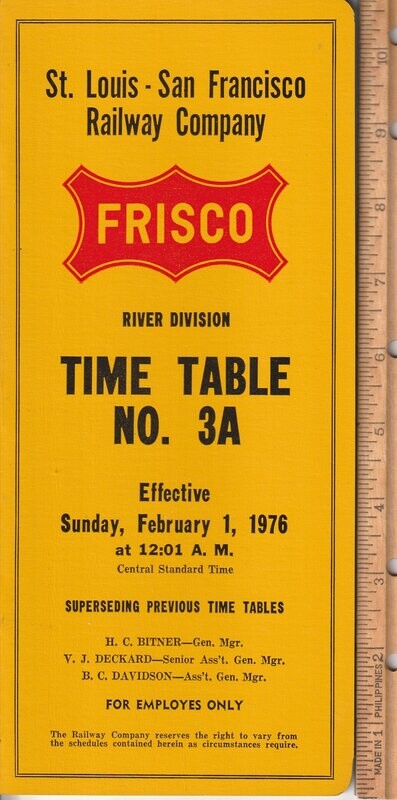 St. Louis - San Francisco
Railway Company
FRISCO
RIVER DIVISION
TIME TABLE
NO. 3A
Effective
Sunday, February 1, 1976
at 12:01 A. M.
Central Standard Time
SUPERSEDING PREVIOUS TIME TABLES
H. C. BITNER—Gen. Mgr.
V. J. DECKARD—Senior Ass't. Gen. Mgr.
B. C. DAVIDSON—Ass't. Gen. Mgr.
FOR EMPLOYES ONLY
The Railway Company reserves the right to vary from
the schedules contained herein as circumstances require.
10
9
8
7
6
5
4
3
2
1
MADE IN PHILIPPINES